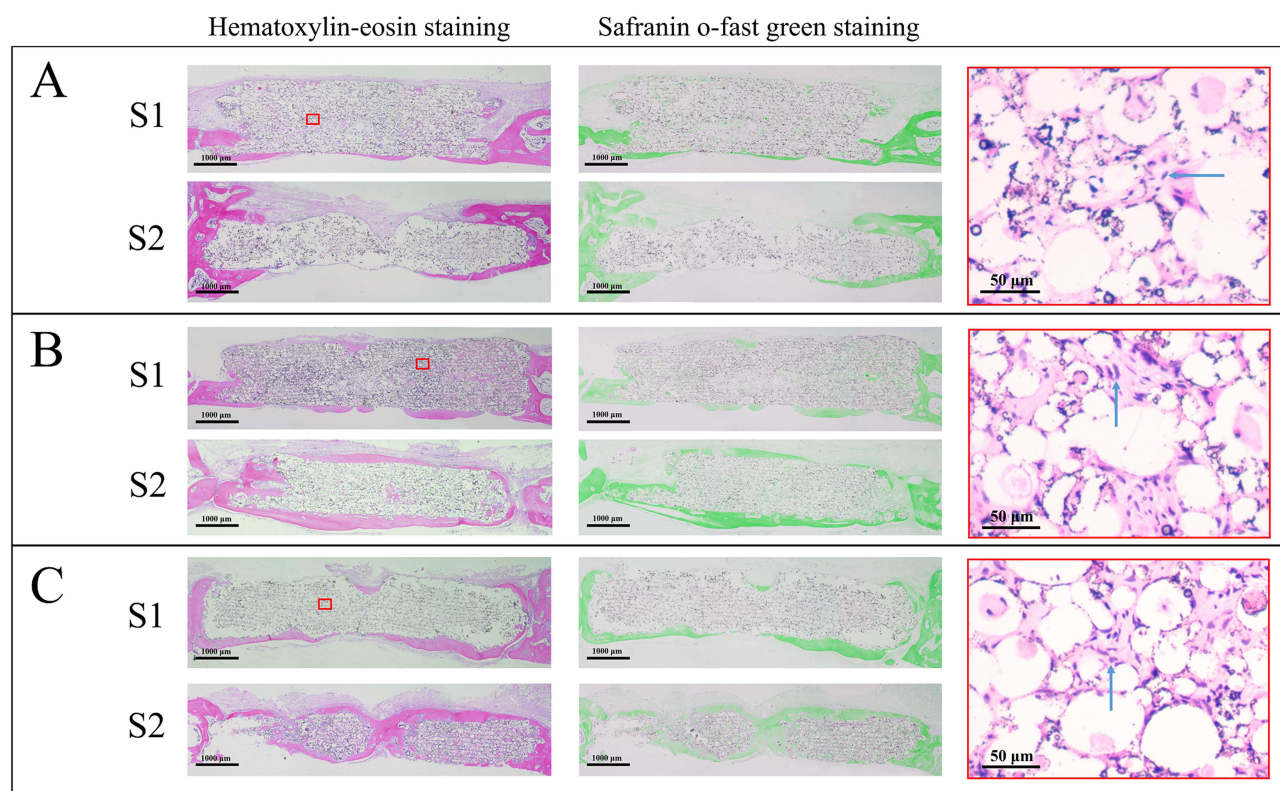 Hematoxylin-eosin staining Safranin o-fast green staining
A
S1
1000 μm 1000 μm
S2
1000 μm 1000 μm
50 μm
B
S1
1000 μm 1000 μm
S2
1000 μm 1000 μm
50 μm
C
S1
1000 μm 1000 μm
S2
1000 μm 1000 μm
50 μm